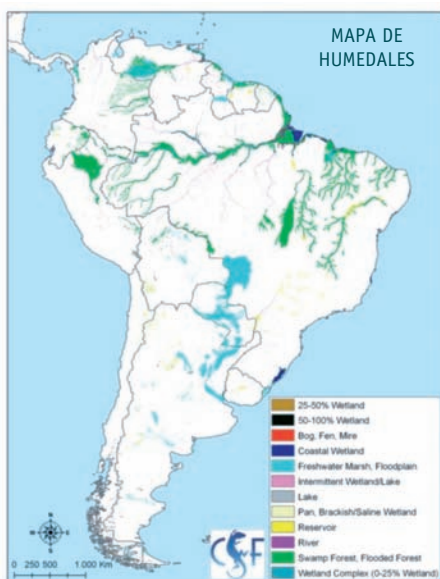 MAPA DE
HUMEDALES
25-50% Wetland
50-100% Wetland
Bog, Fen, Mire
Coastal Wetland
Freshwater Marsh, Floodplain
Intermittent Wetland/Lake
Lake
Pan, Brackish/Saline Wetland
Reservoir
River
Swamp Forest, Flooded Forest
Wetland Complex (0-25% Wetland)
0 250 500 1 000 Km